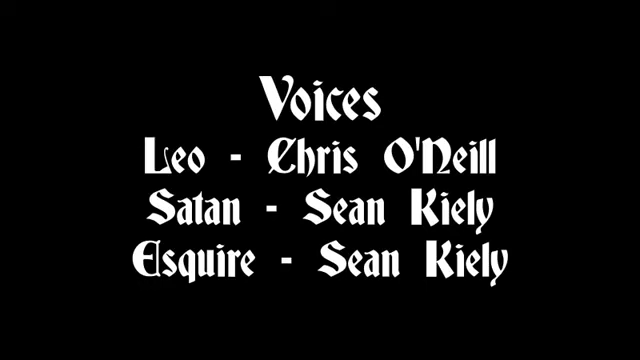 Voices
Leo - Chris O'Neill
Satan - Sean Kiely
Esquire - Sean Kiely